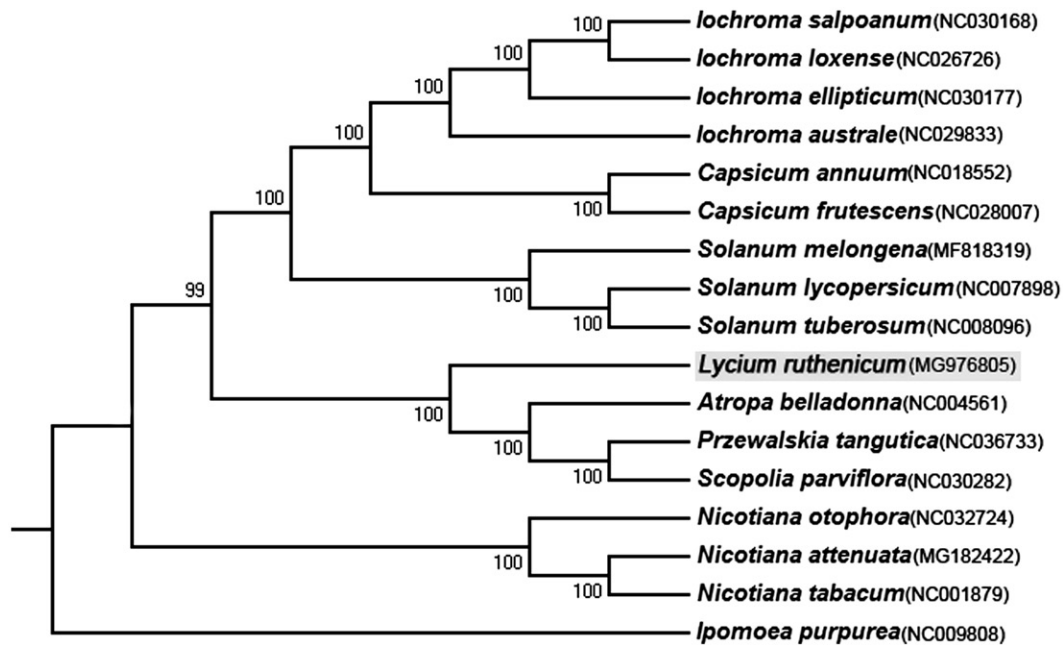 100
Iochroma salpoanum(NC030168)
100
Iochroma loxense(NC026726)
100
Iochroma ellipticum(NC030177)
100
Iochroma australe(NC029833)
100
Capsicum annuum(NC018552)
100
Capsicum frutescens(NC028007)
Solanum melongena(MF818319)
99
100
Solanum lycopersicum(NC007898)
100
Solanum tuberosum(NC008096)
Lycium ruthenicum(MG976805)
100
Atropa belladonna(NC004561)
100
Przewalskia tangutica(NC036733)
100
Scopolia parviflora(NC030282)
Nicotiana otophora(NC032724)
100
Nicotiana attenuata(MG182422)
100
Nicotiana tabacum(NC001879)
Ipomoea purpurea(NC009808)